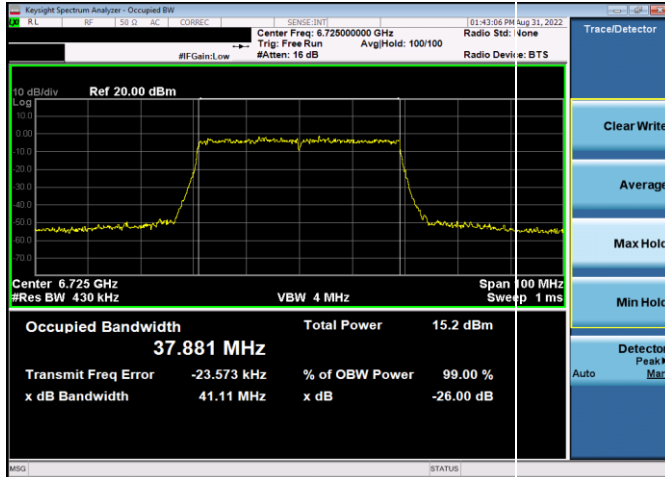 Keysight Spectrum Analyzer - Occupied BW
RL RF 50 Ω AC CORREC SENSE:INT 01:43:06 PM Aug 31, 2022
Center Freq: 6.725000000 GHz Radio Std: None
Trig: Free Run Avg|Hold: 100/100
#IFGain:Low #Atten: 16 dB Radio Device: BTS
Trace/Detector
10 dB/div Ref 20.00 dBm
Log
10.0
0.00
-10.0
-20.0
-30.0
-40.0
-50.0
-60.0
-70.0
Center 6.725 GHz Span 100 MHz
#Res BW 430 kHz VBW 4 MHz Sweep 1 ms
Occupied Bandwidth Total Power 15.2 dBm
37.881 MHz
Transmit Freq Error -23.573 kHz % of OBW Power 99.00 %
x dB Bandwidth 41.11 MHz x dB -26.00 dB
Clear Write
Average
Max Hold
Min Hold
Detector
Peak
Auto Man
MSG STATUS